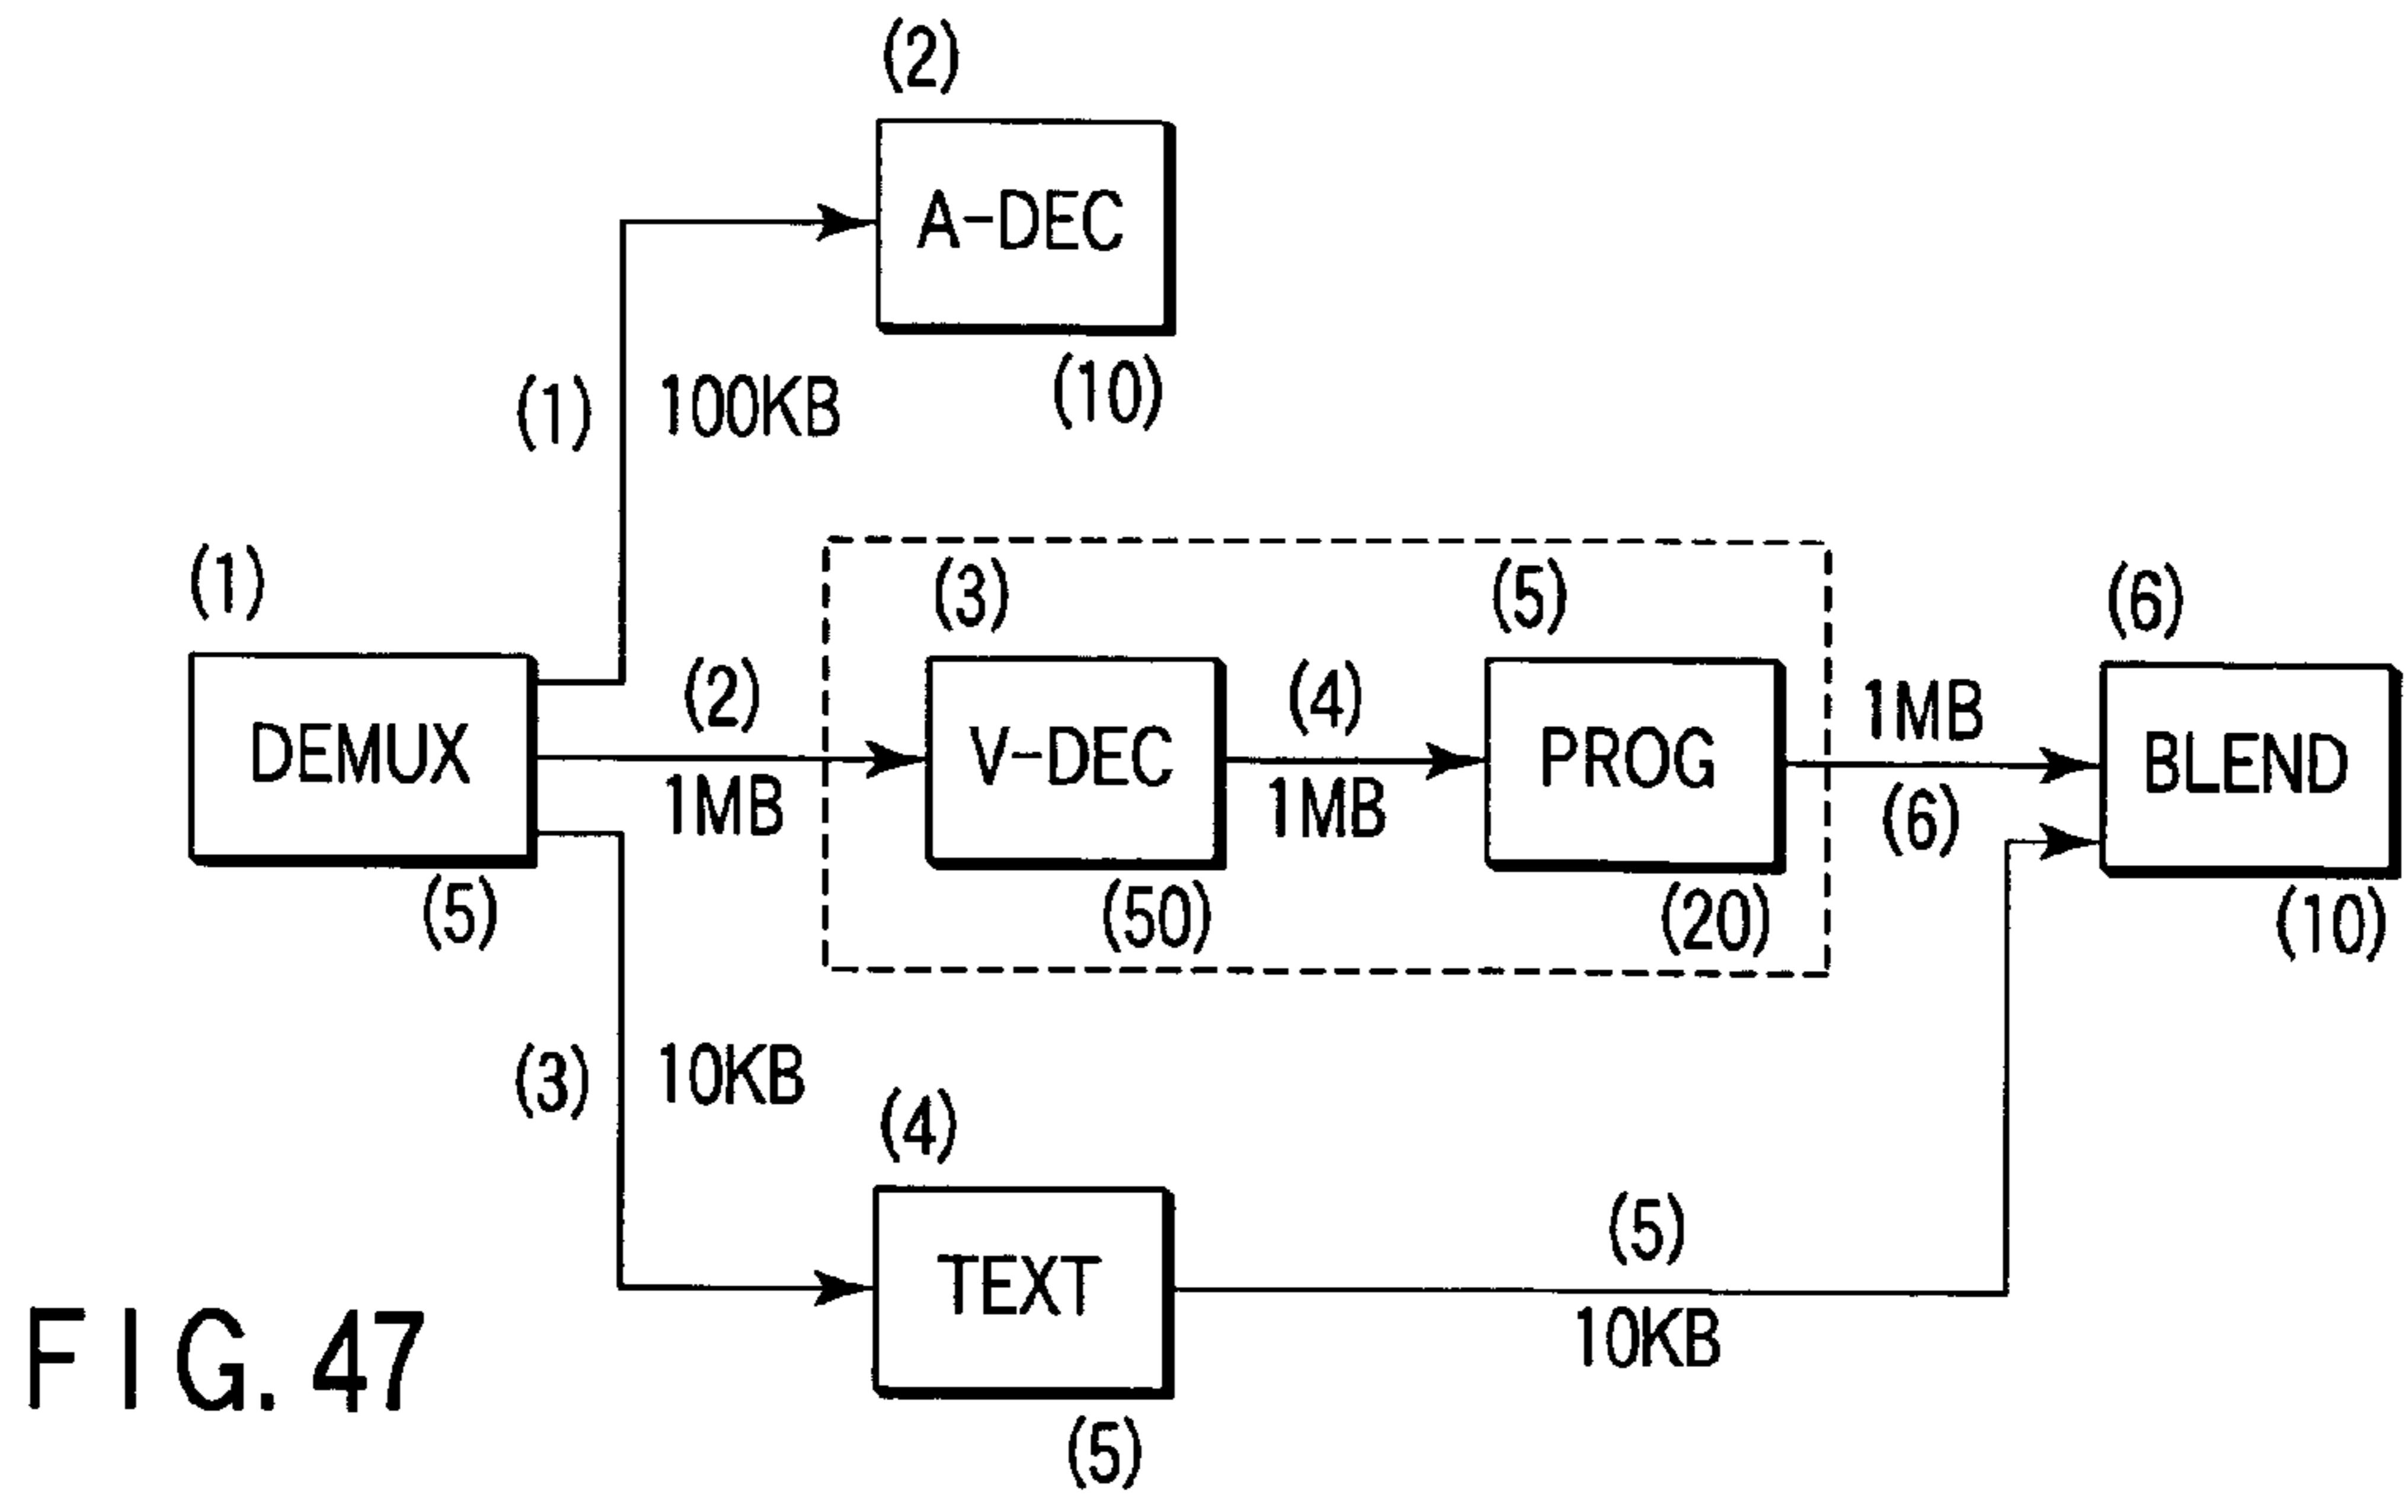 (2)
A-DEC
(10)
(1) 100KB
(1)
DEMUX
(5)
(2)
1MB
(3)
V-DEC
(50)
(4)
1MB
(5)
PROG
(20)
1MB
(6)
(6)
BLEND
(10)
(3) 10KB
(4)
TEXT
(5)
(5)
10KB
FIG. 47